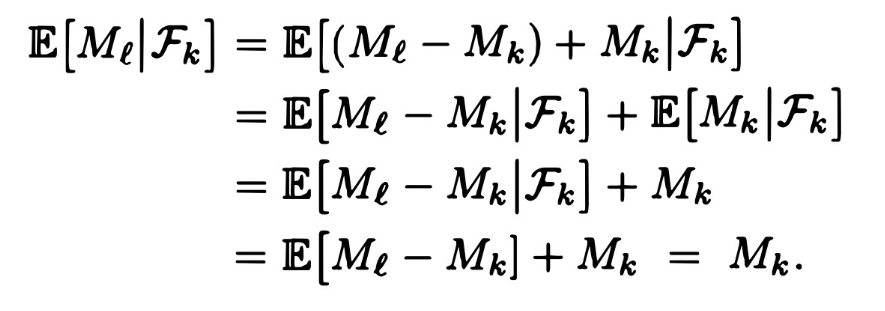 𝔼[M_ℓ|ℱ_k] = 𝔼[(M_ℓ − M_k) + M_k|ℱ_k]
= 𝔼[M_ℓ − M_k|ℱ_k] + 𝔼[M_k|ℱ_k]
= 𝔼[M_ℓ − M_k|ℱ_k] + M_k
= 𝔼[M_ℓ − M_k] + M_k = M_k.